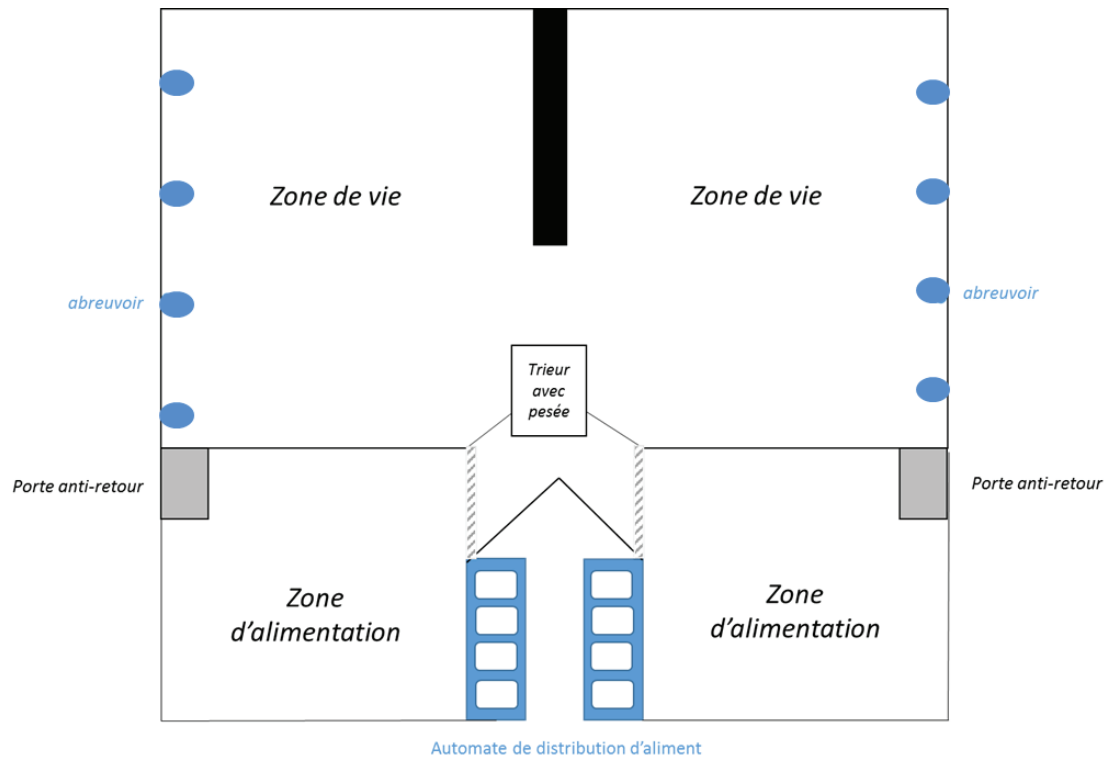 Zone de vie
Zone de vie
abreuvoir
abreuvoir
Trieur
avec
pesée
Porte anti-retour
Porte anti-retour
Zone
d’alimentation
Zone
d’alimentation
Automate de distribution d’aliment